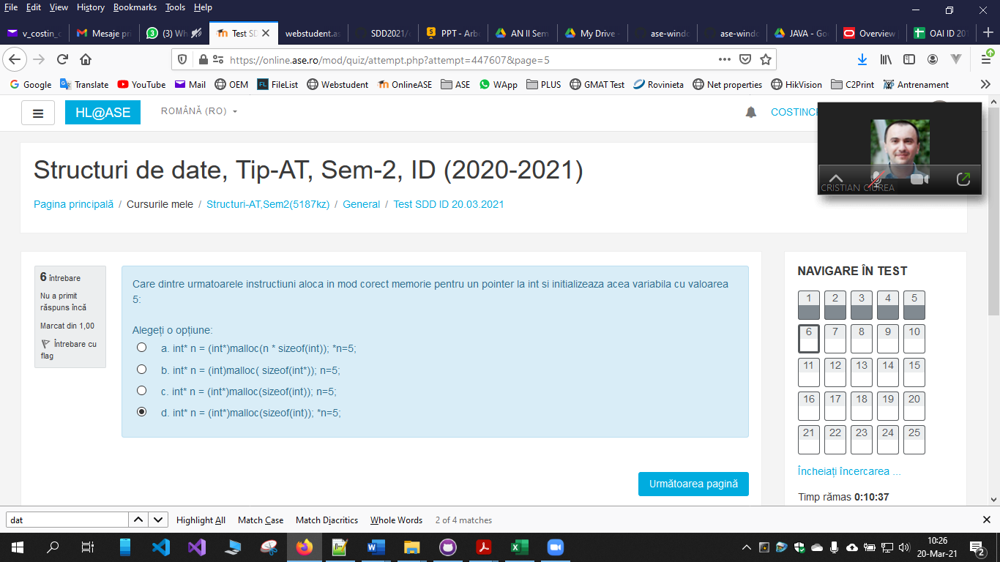 File Edit View History Bookmarks Tools Help
v_costin_c Mesaje pri (3) Wh Test SD webstudent.as SDD2021/ PPT - Arb AN II Sem My Drive - ase-windo ase-windo JAVA - Go Overview OAI ID 201
https://online.ase.ro/mod/quiz/attempt.php?attempt=447607&page=5
Google Translate YouTube Mail OEM FileList Webstudent OnlineASE ASE WApp PLUS GMAT Test Rovinieta Net properties HikVision C2Print Antrenament
HL@ASE ROMÂNĂ (RO) COSTINC
CRISTIAN CIUREA
Structuri de date, Tip-AT, Sem-2, ID (2020-2021)
Pagina principală / Cursurile mele / Structuri-AT,Sem2(5187kz) / General / Test SDD ID 20.03.2021
6 întrebare
Nu a primit
răspuns încă
Marcat din 1,00
Întrebare cu
flag
Care dintre urmatoarele instructiuni aloca in mod corect memorie pentru un pointer la int si initializeaza acea variabila cu valoarea
5:
Alegeți o opțiune:
a. int* n = (int*)malloc(n * sizeof(int)); *n=5;
b. int* n = (int)malloc( sizeof(int*)); n=5;
c. int* n = (int*)malloc(sizeof(int)); n=5;
d. int* n = (int*)malloc(sizeof(int)); *n=5;
Următoarea pagină
NAVIGARE ÎN TEST
1 2 3 4 5
6 7 8 9 10
11 12 13 14 15
16 17 18 19 20
21 22 23 24 25
Încheiați încercarea ...
Timp rămas 0:10:37
dat Highlight All Match Case Match Diacritics Whole Words 2 of 4 matches
10:26
20-Mar-21
2